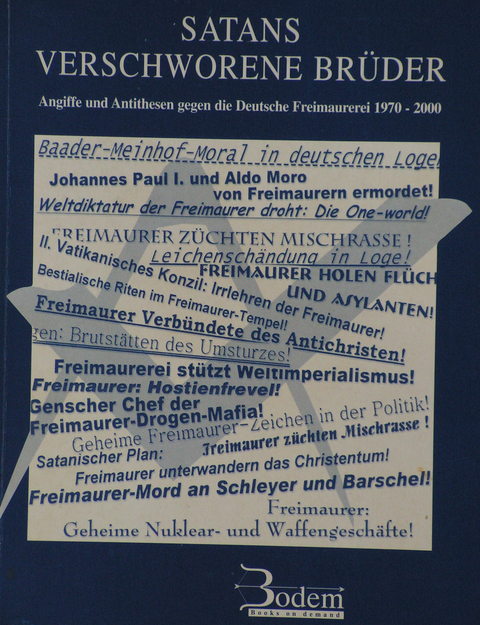 SATANS
VERSCHWORENE BRÜDER
Angiffe und Antithesen gegen die Deutsche Freimaurerei 1970 - 2000
Baader-Meinhof-Moral in deutschen Loge
Johannes Paul I. und Aldo Moro
von Freimaurern ermordet!
Weltdiktatur der Freimaurer droht: Die One-world!
FREIMAURER ZÜCHTEN MISCHRASSE !
Leichenschändung in Loge!
II. Vatikanisches Konzil: Irrlehren der Freimaurer!
FREIMAURER HOLEN FLÜCH
UND ASYLANTEN!
Bestialische Riten im Freimaurer-Tempel!
Freimaurer Verbündete des Antichristen!
gen: Brutstätten des Umsturzes!
Freimaurerei stützt Weltimperialismus!
Freimaurer: Hostienfrevel!
Genscher Chef der
Freimaurer-Drogen-Mafia!
Geheime Freimaurer-Zeichen in der Politik!
Satanischer Plan:
Freimaurer züchten Mischrasse !
Freimaurer unterwandern das Christentum!
Freimaurer-Mord an Schleyer und Barschel!
Freimaurer:
Geheime Nuklear- und Waffengeschäfte!
Bodem
Books on demand